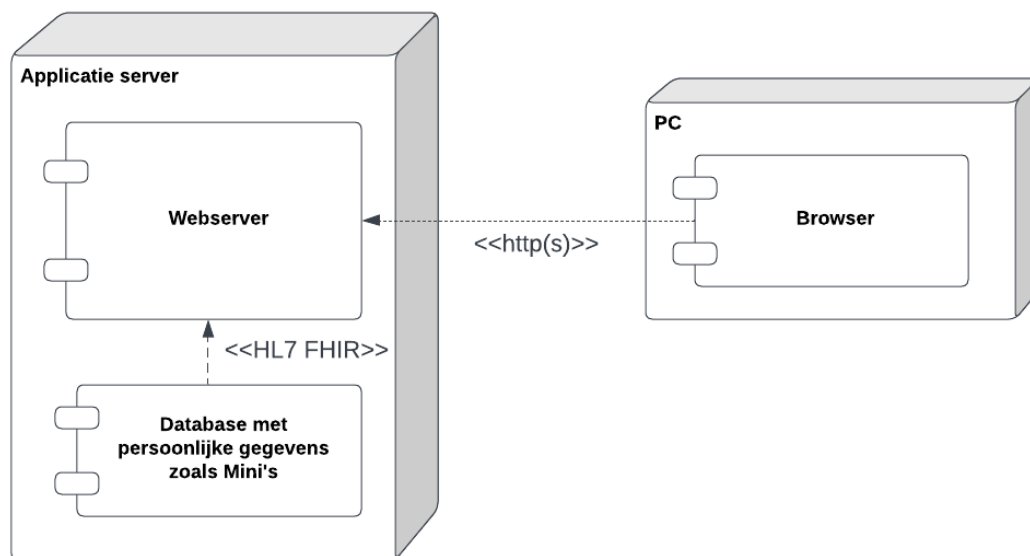 Applicatie server
Webserver
<<HL7 FHIR>>
Database met
persoonlijke gegevens
zoals Mini's
<<http(s)>>
PC
Browser